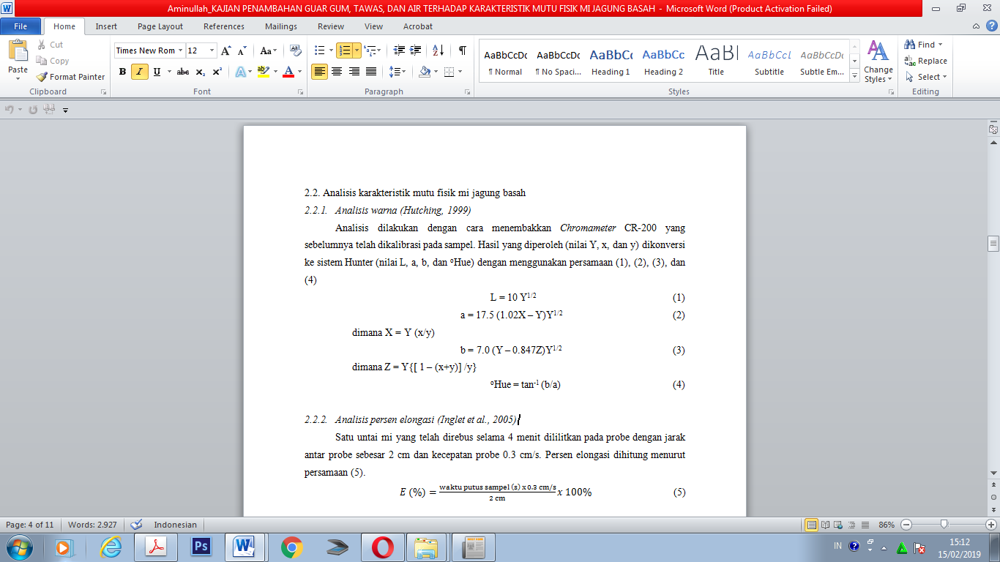 Aminullah_KAJIAN PENAMBAHAN GUAR GUM, TAWAS, DAN AIR TERHADAP KARAKTERISTIK MUTU FISIK MI JAGUNG BASAH - Microsoft Word (Product Activation Failed)
File Home Insert Page Layout References Mailings Review View Acrobat
Paste
Cut
Copy
Format Painter
Clipboard
Times New Rom 12
Font
Paragraph
AaBbCcDc AaBbCcDc AaBbCc AaBbCc AaBl AaBbCcL AaBbCcDc
¶ Normal ¶ No Spaci... Heading 1 Heading 2 Title Subtitle Subtle Em...
Change Styles
Styles
Find
Replace
Select
Editing
2.2. Analisis karakteristik mutu fisik mi jagung basah
2.2.1. Analisis warna (Hutching, 1999)
Analisis dilakukan dengan cara menembakkan Chromameter CR-200 yang
sebelumnya telah dikalibrasi pada sampel. Hasil yang diperoleh (nilai Y, x, dan y) dikonversi
ke sistem Hunter (nilai L, a, b, dan ⁰Hue) dengan menggunakan persamaan (1), (2), (3), dan
(4)
L = 10 Y^1/2 (1)
a = 17.5 (1.02X – Y)Y^1/2 (2)
dimana X = Y (x/y)
b = 7.0 (Y – 0.847Z)Y^1/2 (3)
dimana Z = Y{[ 1 – (x+y)] /y}
⁰Hue = tan⁻¹ (b/a) (4)
2.2.2. Analisis persen elongasi (Inglet et al., 2005)
Satu untai mi yang telah direbus selama 4 menit dililitkan pada probe dengan jarak
antar probe sebesar 2 cm dan kecepatan probe 0.3 cm/s. Persen elongasi dihitung menurut
persamaan (5).
E (%) = waktu putus sampel (s) x 0.3 cm/s / 2 cm x 100% (5)
Page: 4 of 11 Words: 2.927 Indonesian 86%
IN 15:12
15/02/2019